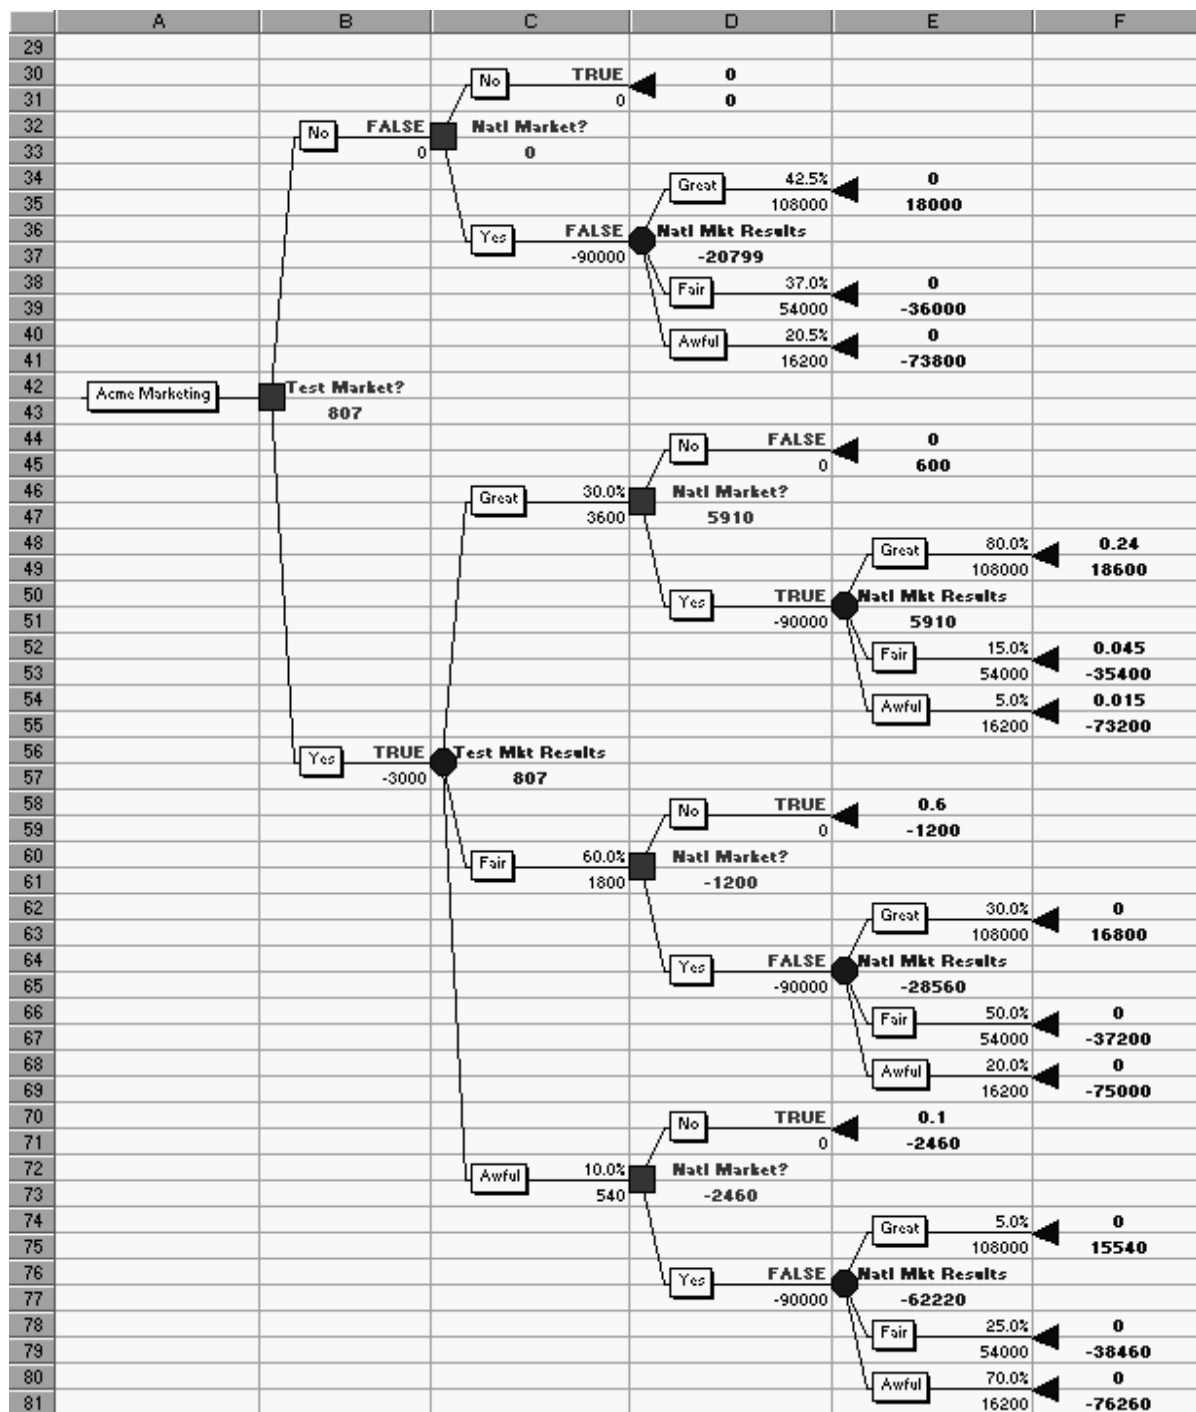 A B C D E F
29
30 No TRUE 0
31 0 0
32 No FALSE Natl Market?
33 0 0
34 Great 42.5% 0
35 108000 18000
36 Yes FALSE Natl Mkt Results
37 -90000 -20799
38 Fair 37.0% 0
39 54000 -36000
40 Awful 20.5% 0
41 16200 -73800
42 Acme Marketing Test Market?
43 807
44 No FALSE 0
45 0 600
46 Great 30.0% Natl Market?
47 3600 5910
48 Great 80.0% 0.24
49 108000 18600
50 Yes TRUE Natl Mkt Results
51 -90000 5910
52 Fair 15.0% 0.045
53 54000 -35400
54 Awful 5.0% 0.015
55 16200 -73200
56 Yes TRUE Test Mkt Results
57 -3000 807
58 No TRUE 0.6
59 0 -1200
60 Fair 60.0% Natl Market?
61 1800 -1200
62 Great 30.0% 0
63 108000 16800
64 Yes FALSE Natl Mkt Results
65 -90000 -28560
66 Fair 50.0% 0
67 54000 -37200
68 Awful 20.0% 0
69 16200 -75000
70 No TRUE 0.1
71 0 -2460
72 Awful 10.0% Natl Market?
73 540 -2460
74 Great 5.0% 0
75 108000 15540
76 Yes FALSE Natl Mkt Results
77 -90000 -62220
78 Fair 25.0% 0
79 54000 -38460
80 Awful 70.0% 0
81 16200 -76260